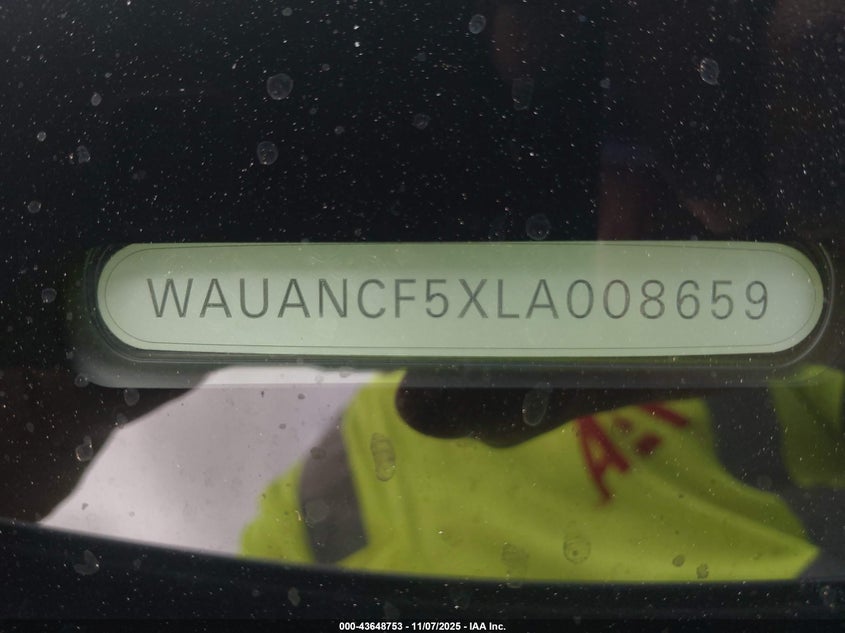 WAUANCF5XLA008659
000-43648753 - 11/07/2025 - IAA Inc.